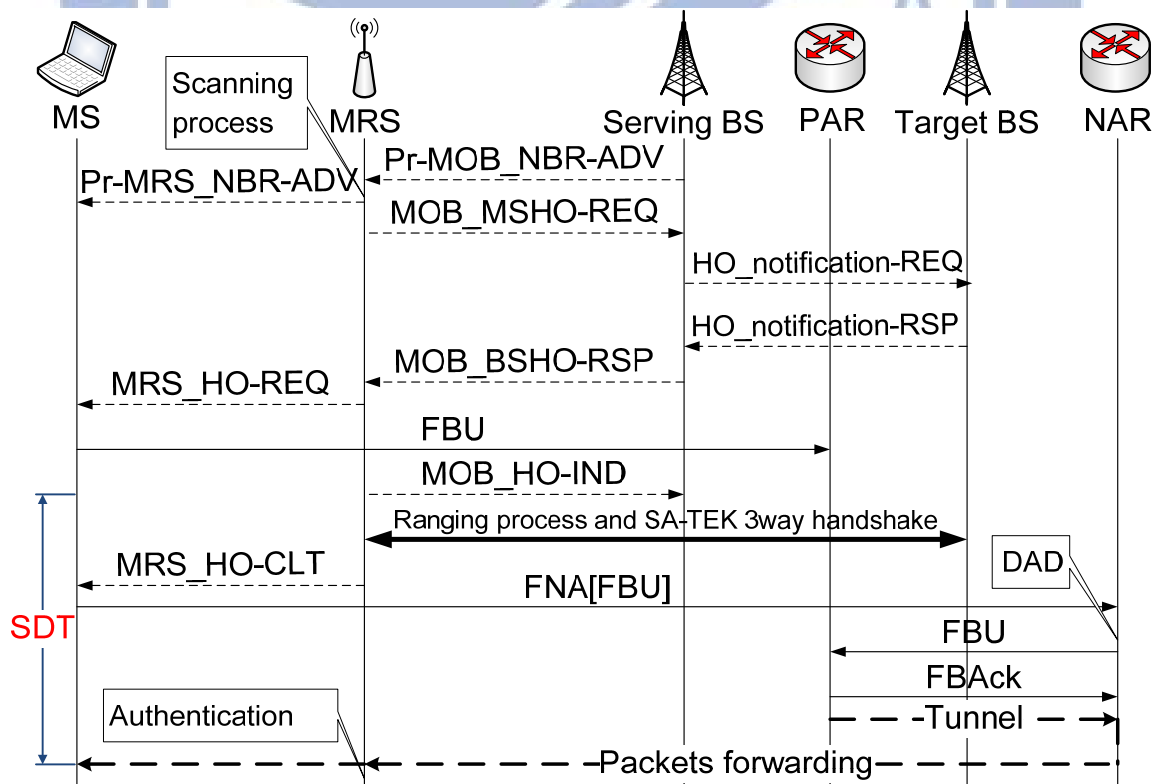 Scanning
process
MS
MRS
Serving BS
PAR
Target BS
NAR
Pr-MOB_NBR-ADV
Pr-MRS_NBR-ADV
MOB_MSHO-REQ
HO_notification-REQ
HO_notification-RSP
MOB_BSHO-RSP
MRS_HO-REQ
FBU
MOB_HO-IND
Ranging process and SA-TEK 3way handshake
MRS_HO-CLT
DAD
FNA[FBU]
SDT
FBU
FBAck
Authentication
Tunnel
Packets forwarding